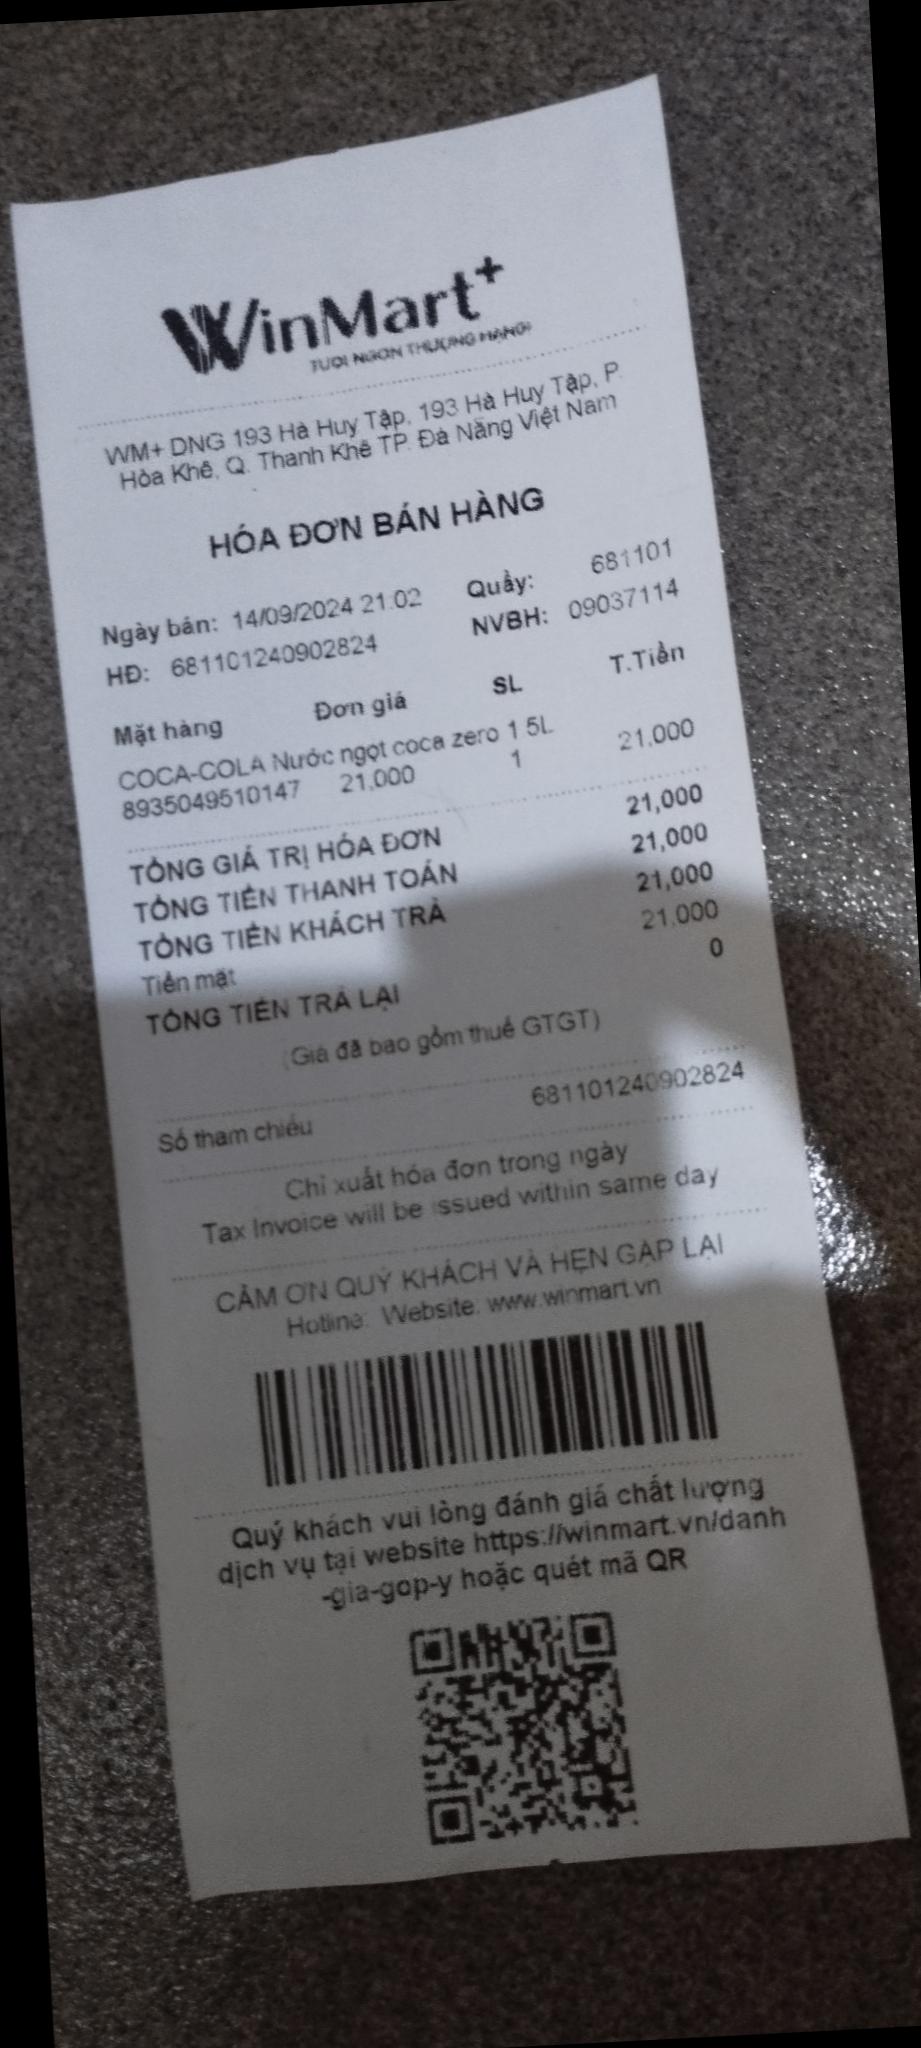 WinMart+
TƯƠI NGON THƯỢNG HẠNG!
WM+ DNG 193 Hà Huy Tập, 193 Hà Huy Tập, P.
Hòa Khê, Q. Thanh Khê TP. Đà Nẵng Việt Nam
HÓA ĐƠN BÁN HÀNG
Ngày bán: 14/09/2024 21:02 Quầy: 681101
HĐ: 681101240902824 NVBH: 09037114
Mặt hàng Đơn giá SL T.Tiền
COCA-COLA Nước ngọt coca zero 1.5L
8935049510147 21,000 1 21,000
TỔNG GIÁ TRỊ HÓA ĐƠN 21,000
TỔNG TIỀN THANH TOÁN 21,000
TỔNG TIỀN KHÁCH TRẢ 21,000
Tiền mặt 21,000
TỔNG TIỀN TRẢ LẠI 0
(Giá đã bao gồm thuế GTGT)
Số tham chiếu 681101240902824
Chỉ xuất hóa đơn trong ngày
Tax Invoice will be issued within same day
CẢM ƠN QUÝ KHÁCH VÀ HẸN GẶP LẠI
Hotline: Website: www.winmart.vn
Quý khách vui lòng đánh giá chất lượng
dịch vụ tại website https://winmart.vn/danh
-gia-gop-y hoặc quét mã QR